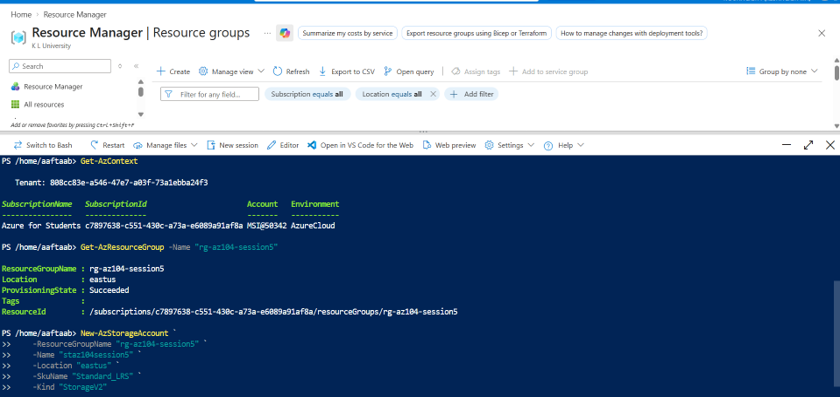 Home > Resource Manager
Resource Manager | Resource groups
K L University
Summarize my costs by service
Export resource groups using Bicep or Terraform
How to manage changes with deployment tools?
Search
Resource Manager
All resources
Add or remove favorites by pressing Ctrl+Shift+F
Create
Manage view
Refresh
Export to CSV
Open query
Assign tags
Add to service group
Group by none
Filter for any field...
Subscription equals all
Location equals all
Add filter
Switch to Bash
Restart
Manage files
New session
Editor
Open in VS Code for the Web
Web preview
Settings
Help
PS /home/aaftaab> Get-AzContext
Tenant: 808cc83e-a546-47e7-a03f-73a1ebba24f3
SubscriptionName SubscriptionId Account Environment
---------------- -------------- ------- -----------
Azure for Students c7897638-c551-430c-a73a-e6089a91af8a MSI@50342 AzureCloud
PS /home/aaftaab> Get-AzResourceGroup -Name "rg-az104-session5"
ResourceGroupName : rg-az104-session5
Location : eastus
ProvisioningState : Succeeded
Tags :
ResourceId : /subscriptions/c7897638-c551-430c-a73a-e6089a91af8a/resourceGroups/rg-az104-session5
PS /home/aaftaab> New-AzStorageAccount `
>> -ResourceGroupName "rg-az104-session5" `
>> -Name "staz104session5" `
>> -Location "eastus" `
>> -SkuName "Standard_LRS" `
>> -Kind "StorageV2"